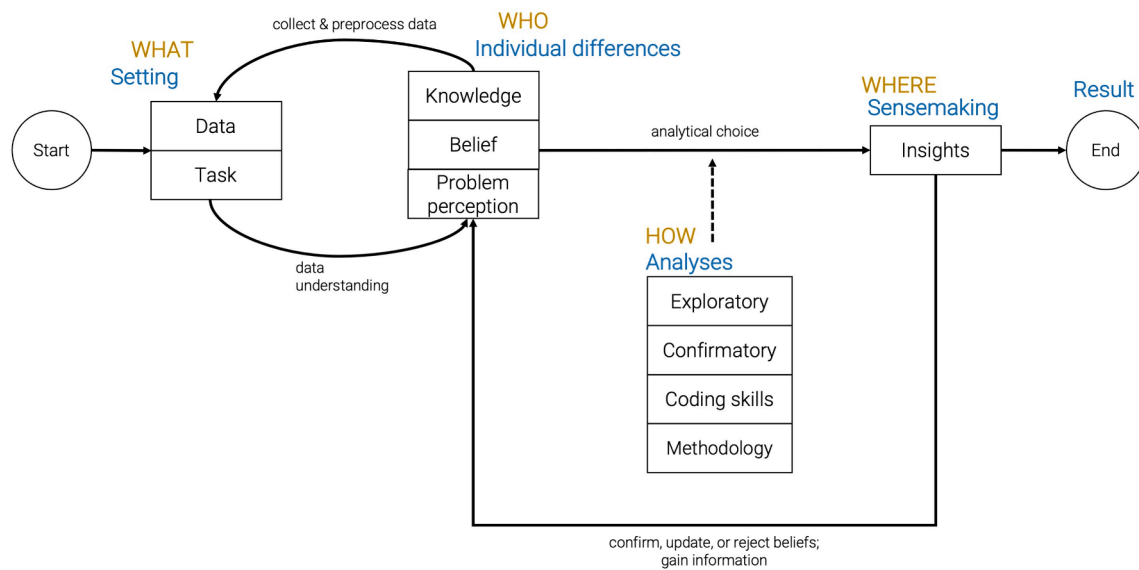 collect & preprocess data
WHO
Individual differences
WHAT
Setting
Knowledge
Belief
Problem
perception
WHERE
Sensemaking
Result
Start
Data
Task
analytical choice
Insights
End
data
understanding
HOW
Analyses
Exploratory
Confirmatory
Coding skills
Methodology
confirm, update, or reject beliefs;
gain information